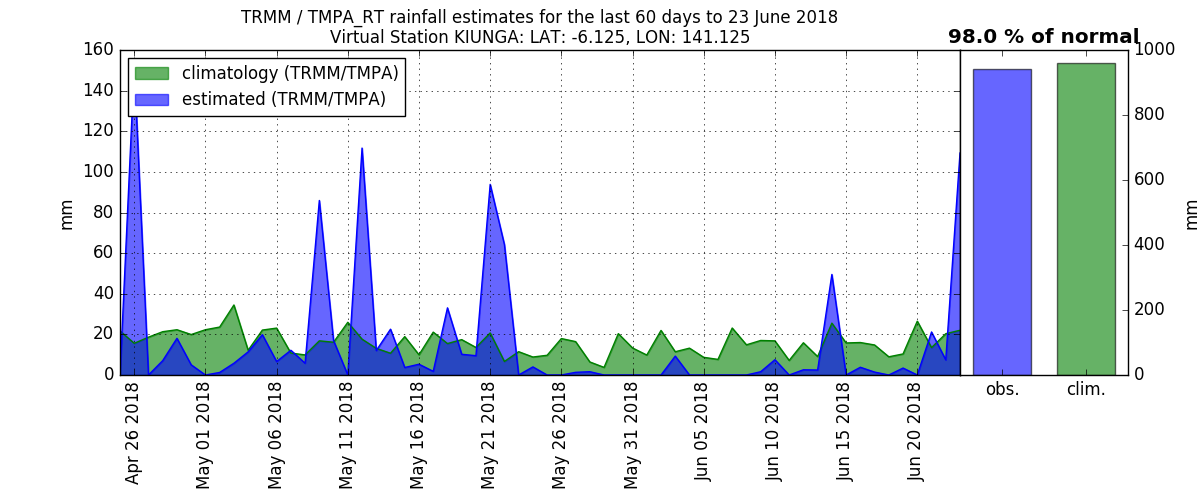 TRMM / TMPA_RT rainfall estimates for the last 60 days to 23 June 2018
Virtual Station KIUNGA: LAT: -6.125, LON: 141.125
98.0 % of normal
climatology (TRMM/TMPA)
estimated (TRMM/TMPA)
160
140
120
100
80
60
40
20
0
mm
Apr 26 2018
May 01 2018
May 06 2018
May 11 2018
May 16 2018
May 21 2018
May 26 2018
May 31 2018
Jun 05 2018
Jun 10 2018
Jun 15 2018
Jun 20 2018
obs.
clim.
1000
800
600
400
200
0
mm